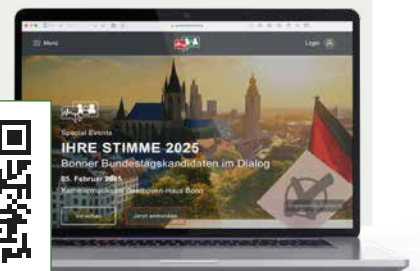 Menü
Login
Special Events
IHRE STIMME 2025
Bonner Bundestagskandidaten im Dialog
05. Februar 2025
Kammermusiksaal Beethoven-Haus Bonn
Vorschau
Jetzt anmelden